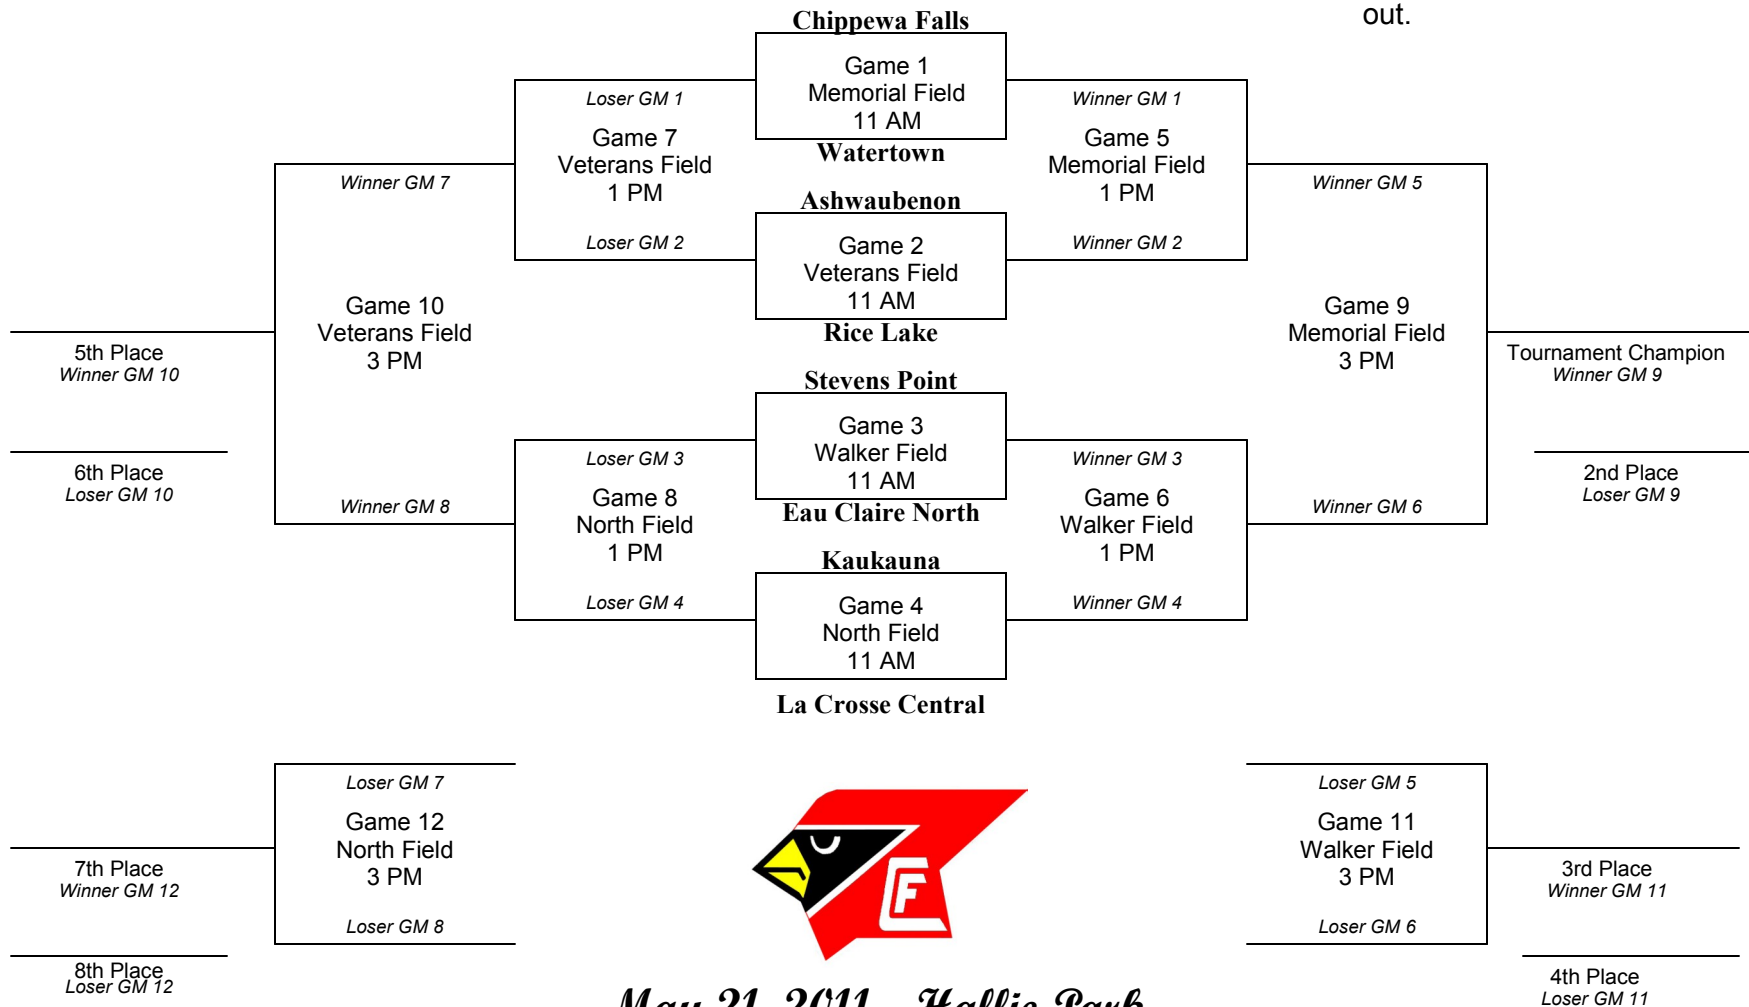 out.
Chippewa Falls
Game 1
Memorial Field
11 AM
Watertown
Loser GM 1
Game 7
Veterans Field
1 PM
Loser GM 2
Winner GM 1
Game 5
Memorial Field
1 PM
Winner GM 2
Ashwaubenon
Game 2
Veterans Field
11 AM
Rice Lake
Winner GM 7
Game 10
Veterans Field
3 PM
Winner GM 8
Winner GM 5
Game 9
Memorial Field
3 PM
Winner GM 6
5th Place
Winner GM 10
6th Place
Loser GM 10
Tournament Champion
Winner GM 9
2nd Place
Loser GM 9
Stevens Point
Game 3
Walker Field
11 AM
Eau Claire North
Loser GM 3
Game 8
North Field
1 PM
Loser GM 4
Winner GM 3
Game 6
Walker Field
1 PM
Winner GM 4
Kaukauna
Game 4
North Field
11 AM
La Crosse Central
Loser GM 7
Game 12
North Field
3 PM
Loser GM 8
7th Place
Winner GM 12
8th Place
Loser GM 12
CF
Loser GM 5
Game 11
Walker Field
3 PM
Loser GM 6
3rd Place
Winner GM 11
4th Place
Loser GM 11
May 21, 2011 Hallie Park